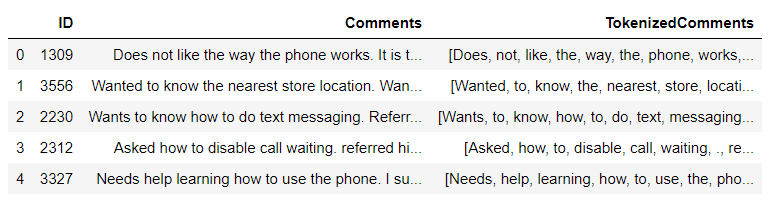 ID Comments TokenizedComments
0 1309 Does not like the way the phone works. It is t... [Does, not, like, the, way, the, phone, works,...
1 3556 Wanted to know the nearest store location. Wan... [Wanted, to, know, the, nearest, store, locati...
2 2230 Wants to know how to do text messaging. Referr... [Wants, to, know, how, to, do, text, messaging...
3 2312 Asked how to disable call waiting. referred hi... [Asked, how, to, disable, call, waiting, ., re...
4 3327 Needs help learning how to use the phone. I su... [Needs, help, learning, how, to, use, the, pho...